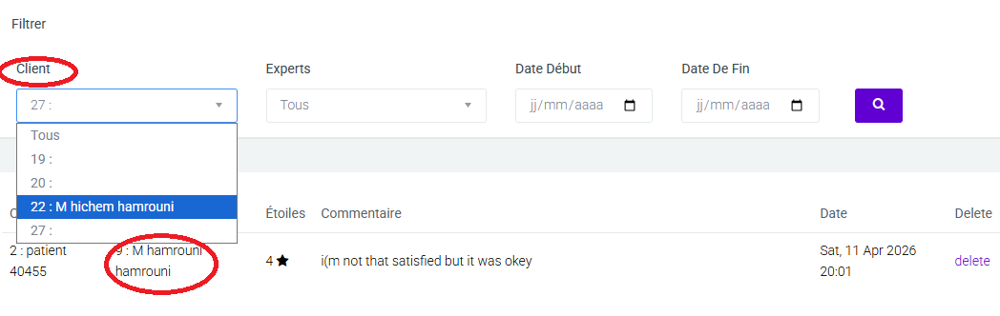 Filtrer
Client Experts Date Début Date De Fin
27 : Tous jj/mm/aaaa jj/mm/aaaa
Tous
19 :
20 :
22 : M hichem hamrouni
Étoiles Commentaire Date Delete
27 :
2 : patient 9 : M hamrouni Sat, 11 Apr 2026
4 i(m not that satisfied but it was okey delete
40455 hamrouni 20:01